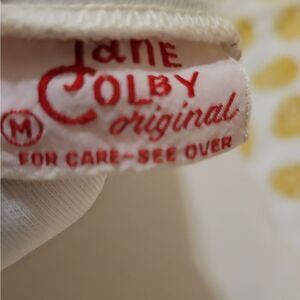 Jane
COLBY
M original
FOR CARE-SEE OVER